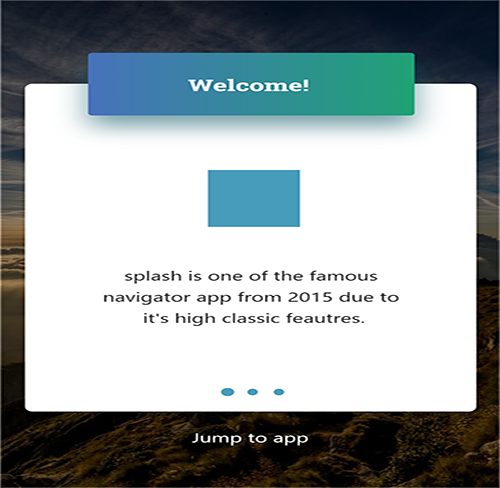 Welcome!
splash is one of the famous
navigator app from 2015 due to
it's high classic feautres.
Jump to app